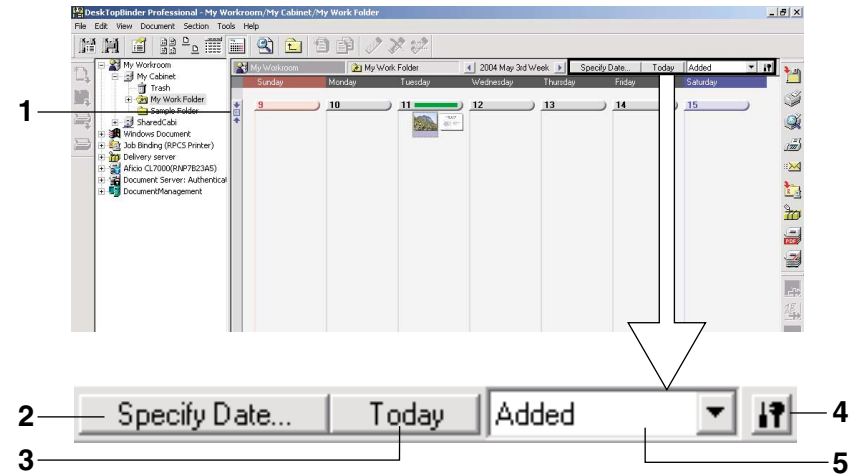 DeskTopBinder Professional - My Workroom/My Cabinet/My Work Folder
File Edit View Document Section Tools Help
My Workroom My Work Folder 2004 May 3rd Week Specify Date... Today Added
Sunday Monday Tuesday Wednesday Thursday Friday Saturday
9 10 11 12 13 14 15
My Workroom
My Cabinet
Trash
My Work Folder
Sample Folder
SharedCabi
Windows Document
Job Binding (RPCS Printer)
Delivery server
Aficio CL7000(RNP7B23A5)
Document Server: Authentical
DocumentManagement
PDF
1
2 Specify Date... Today Added 4
3 5